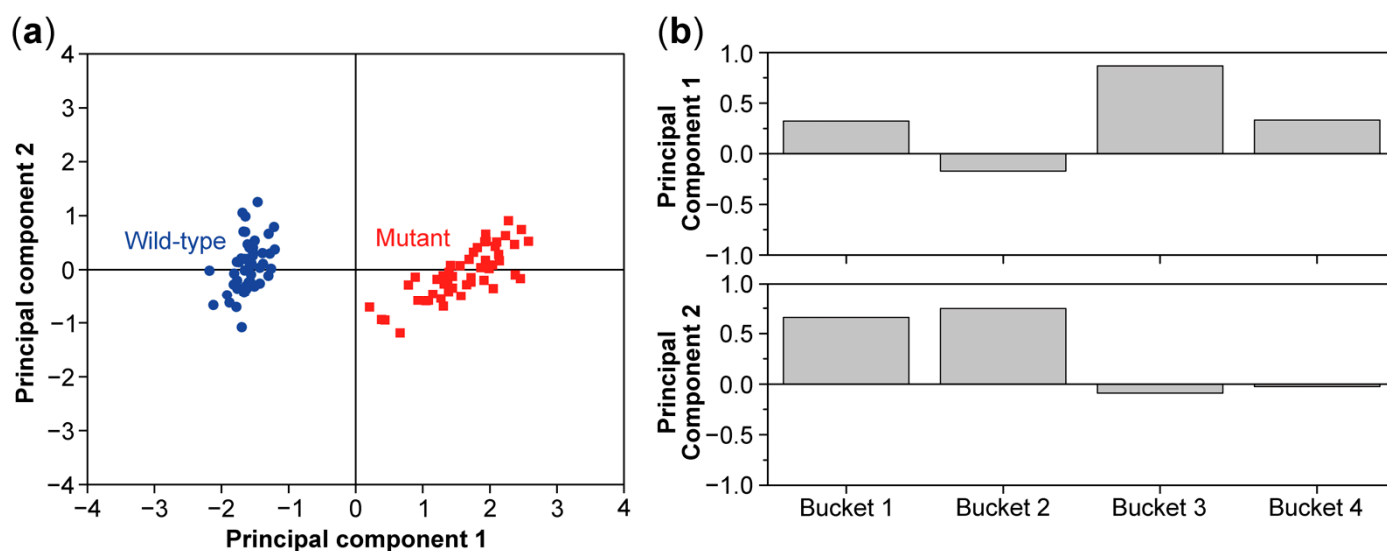 (a)
4
3
2
1
0
−1
−2
−3
−4
Principal component 2
Wild-type
Mutant
−4 −3 −2 −1 0 1 2 3 4
Principal component 1
(b)
1.0
0.5
0.0
−0.5
−1.0
Principal
Component 1
1.0
0.5
0.0
−0.5
−1.0
Principal
Component 2
Bucket 1 Bucket 2 Bucket 3 Bucket 4